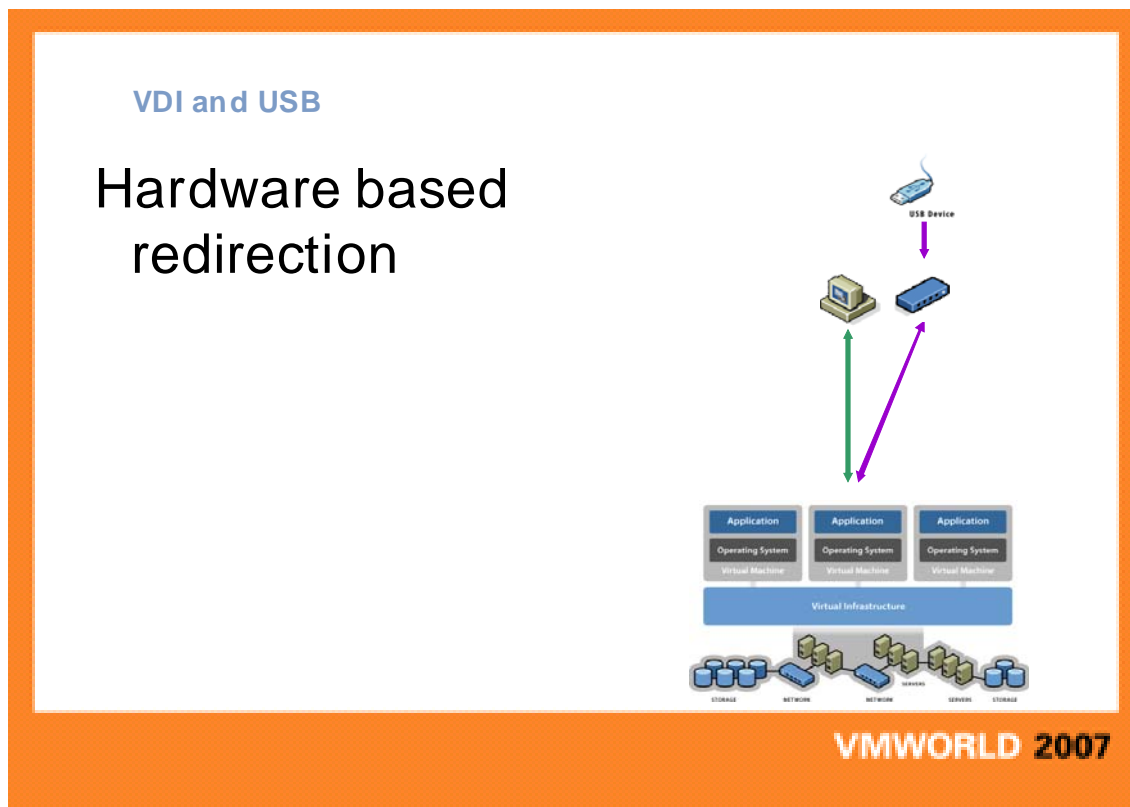 VDI and USB
Hardware based
redirection
USB Device
Application
Application
Application
Operating System
Operating System
Operating System
Virtual Machine
Virtual Machine
Virtual Machine
Virtual Infrastructure
SERVERS
STORAGE
NETWORK
NETWORK
SERVERS
STORAGE
VMWORLD 2007